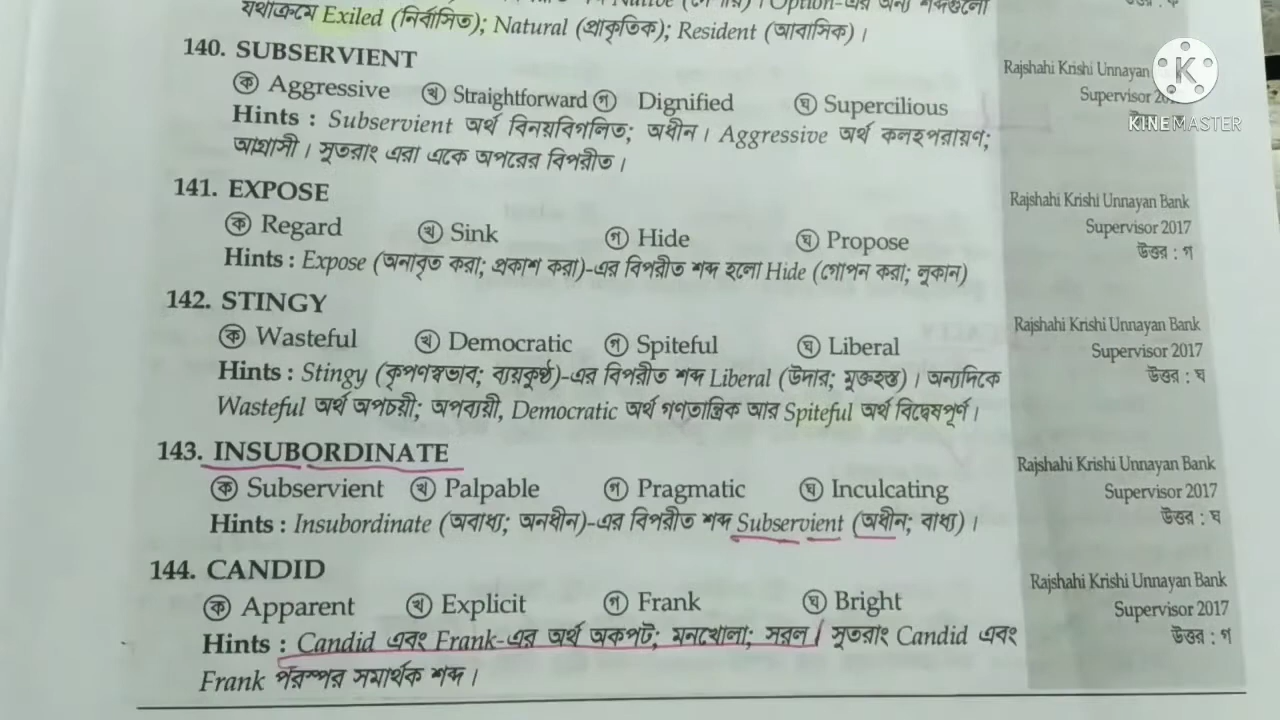 যথাক্রমে Exiled (নির্বাসিত); Natural (প্রাকৃতিক); Resident (আবাসিক)।
140. SUBSERVIENT
Rajshahi Krishi Unnayan
ক Aggressive খ Straightforward গ Dignified ঘ Supercilious
Supervisor
KINEMASTER
Hints : Subservient অর্থ বিনয়বিগলিত; অধীন। Aggressive অর্থ কলহপরায়ণ;
আগ্রাসী। সুতরাং এরা একে অপরের বিপরীত।
141. EXPOSE
Rajshahi Krishi Unnayan Bank
ক Regard খ Sink গ Hide ঘ Propose
Supervisor 2017
উত্তর : গ
Hints : Expose (অনাবৃত করা; প্রকাশ করা)-এর বিপরীত শব্দ হলো Hide (গোপন করা; লুকান)
142. STINGY
Rajshahi Krishi Unnayan Bank
ক Wasteful খ Democratic গ Spiteful ঘ Liberal
Supervisor 2017
উত্তর : ঘ
Hints : Stingy (কৃপণস্বভাব; ব্যয়কুণ্ঠ)-এর বিপরীত শব্দ Liberal (উদার; মুক্তহস্ত)। অন্যদিকে
Wasteful অর্থ অপচয়ী; অপব্যয়ী, Democratic অর্থ গণতান্ত্রিক আর Spiteful অর্থ বিদ্বেষপূর্ণ।
143. INSUBORDINATE
Rajshahi Krishi Unnayan Bank
ক Subservient খ Palpable গ Pragmatic ঘ Inculcating
Supervisor 2017
উত্তর : ঘ
Hints : Insubordinate (অবাধ্য; অনধীন)-এর বিপরীত শব্দ Subservient (অধীন; বাধ্য)।
144. CANDID
Rajshahi Krishi Unnayan Bank
ক Apparent খ Explicit গ Frank ঘ Bright
Supervisor 2017
উত্তর : গ
Hints : Candid এবং Frank-এর অর্থ অকপট; মনখোলা; সরল। সুতরাং Candid এবং
Frank পরস্পর সমার্থক শব্দ।